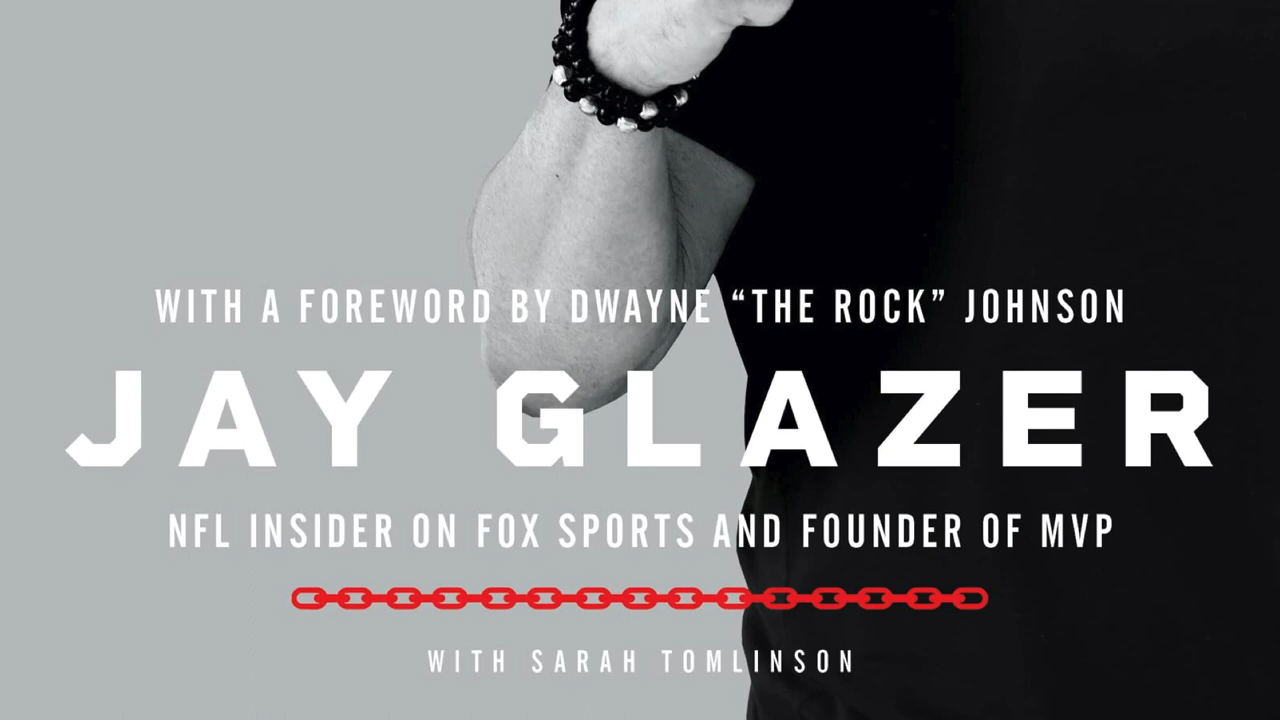 WITH A FOREWORD BY DWAYNE “THE ROCK” JOHNSON
JAY GLAZER
NFL INSIDER ON FOX SPORTS AND FOUNDER OF MVP
WITH SARAH TOMLINSON